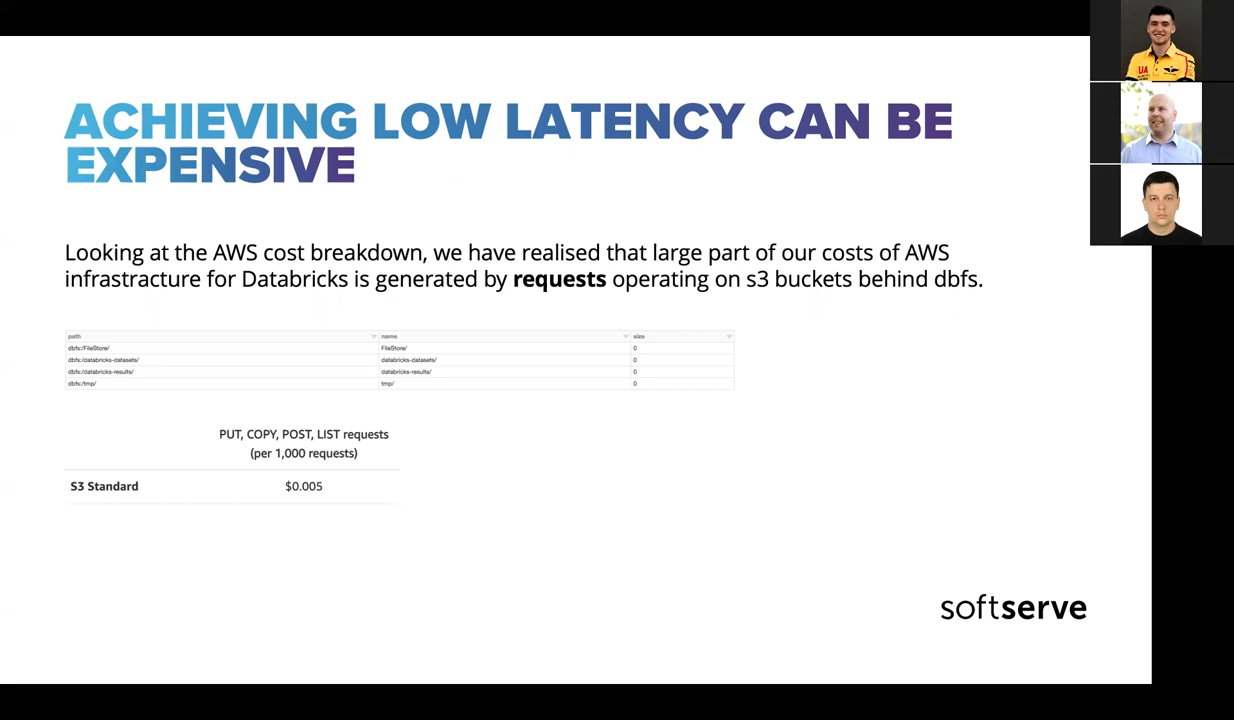 ACHIEVING LOW LATENCY CAN BE
EXPENSIVE
Looking at the AWS cost breakdown, we have realised that large part of our costs of AWS
infrastracture for Databricks is generated by requests operating on s3 buckets behind dbfs.
path name size
dbfs:/FileStore/ FileStore/ 0
dbfs:/databricks-datasets/ databricks-datasets/ 0
dbfs:/databricks-results/ databricks-results/ 0
dbfs:/tmp/ tmp/ 0
PUT, COPY, POST, LIST requests
(per 1,000 requests)
S3 Standard $0.005
softserve
UA